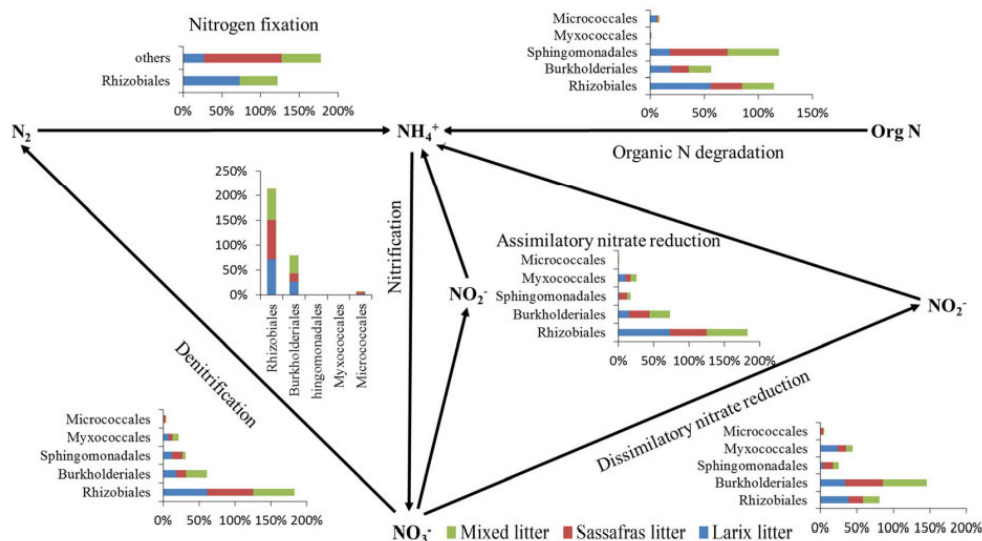 Nitrogen fixation
others
Rhizobiales
0% 50% 100% 150% 200%
Micrococcales
Myxococcales
Sphingomonadales
Burkholderiales
Rhizobiales
0% 50% 100% 150%
N₂
NH₄⁺
Org N
Organic N degradation
250%
200%
150%
100%
50%
0%
Rhizobiales
Burkholderiales
hingomonadales
Myxococcales
Micrococcales
Nitrification
Assimilatory nitrate reduction
Micrococcales
Myxococcales
Sphingomonadales
Burkholderiales
Rhizobiales
0% 50% 100% 150% 200%
NO₂⁻
NO₂⁻
Denitrification
Dissimilatory nitrate reduction
Micrococcales
Myxococcales
Sphingomonadales
Burkholderiales
Rhizobiales
0% 50% 100% 150% 200%
Micrococcales
Myxococcales
Sphingomonadales
Burkholderiales
Rhizobiales
0% 50% 100% 150% 200%
NO₃⁻
Mixed litter Sassafras litter Larix litter